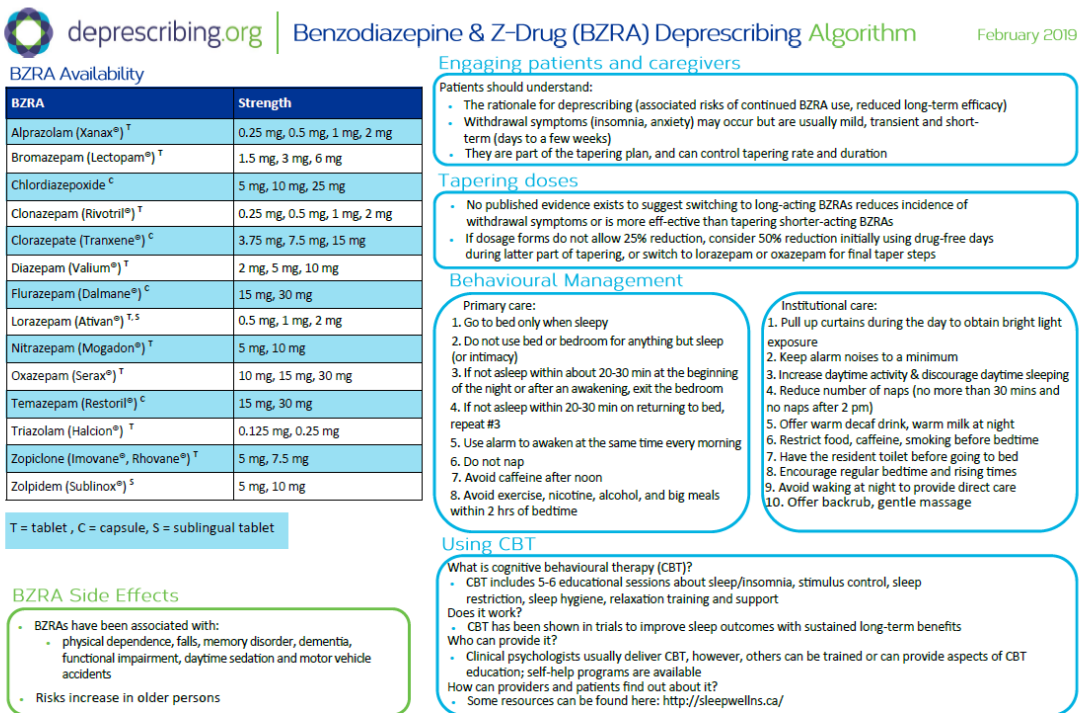 deprescribing.org
Benzodiazepine & Z-Drug (BZRA) Deprescribing Algorithm
February 2019
BZRA Availability
BZRA Strength
Alprazolam (Xanax®) T 0.25 mg, 0.5 mg, 1 mg, 2 mg
Bromazepam (Lectopam®) T 1.5 mg, 3 mg, 6 mg
Chlordiazepoxide C 5 mg, 10 mg, 25 mg
Clonazepam (Rivotril®) T 0.25 mg, 0.5 mg, 1 mg, 2 mg
Clorazepate (Tranxene®) C 3.75 mg, 7.5 mg, 15 mg
Diazepam (Valium®) T 2 mg, 5 mg, 10 mg
Flurazepam (Dalmane®) C 15 mg, 30 mg
Lorazepam (Ativan®) T, S 0.5 mg, 1 mg, 2 mg
Nitrazepam (Mogadon®) T 5 mg, 10 mg
Oxazepam (Serax®) T 10 mg, 15 mg, 30 mg
Temazepam (Restoril®) C 15 mg, 30 mg
Triazolam (Halcion®) T 0.125 mg, 0.25 mg
Zopiclone (Imovane®, Rhovane®) T 5 mg, 7.5 mg
Zolpidem (Sublinox®) S 5 mg, 10 mg
T = tablet , C = capsule, S = sublingual tablet
BZRA Side Effects
• BZRAs have been associated with:
• physical dependence, falls, memory disorder, dementia,
functional impairment, daytime sedation and motor vehicle
accidents
• Risks increase in older persons
Engaging patients and caregivers
Patients should understand:
• The rationale for deprescribing (associated risks of continued BZRA use, reduced long-term efficacy)
• Withdrawal symptoms (insomnia, anxiety) may occur but are usually mild, transient and short-
term (days to a few weeks)
• They are part of the tapering plan, and can control tapering rate and duration
Tapering doses
• No published evidence exists to suggest switching to long-acting BZRAs reduces incidence of
withdrawal symptoms or is more eff-ective than tapering shorter-acting BZRAs
• If dosage forms do not allow 25% reduction, consider 50% reduction initially using drug-free days
during latter part of tapering, or switch to lorazepam or oxazepam for final taper steps
Behavioural Management
Primary care:
1. Go to bed only when sleepy
2. Do not use bed or bedroom for anything but sleep
(or intimacy)
3. If not asleep within about 20-30 min at the beginning
of the night or after an awakening, exit the bedroom
4. If not asleep within 20-30 min on returning to bed,
repeat #3
5. Use alarm to awaken at the same time every morning
6. Do not nap
7. Avoid caffeine after noon
8. Avoid exercise, nicotine, alcohol, and big meals
within 2 hrs of bedtime
Institutional care:
1. Pull up curtains during the day to obtain bright light
exposure
2. Keep alarm noises to a minimum
3. Increase daytime activity & discourage daytime sleeping
4. Reduce number of naps (no more than 30 mins and
no naps after 2 pm)
5. Offer warm decaf drink, warm milk at night
6. Restrict food, caffeine, smoking before bedtime
7. Have the resident toilet before going to bed
8. Encourage regular bedtime and rising times
9. Avoid waking at night to provide direct care
10. Offer backrub, gentle massage
Using CBT
What is cognitive behavioural therapy (CBT)?
• CBT includes 5-6 educational sessions about sleep/insomnia, stimulus control, sleep
restriction, sleep hygiene, relaxation training and support
Does it work?
• CBT has been shown in trials to improve sleep outcomes with sustained long-term benefits
Who can provide it?
• Clinical psychologists usually deliver CBT, however, others can be trained or can provide aspects of CBT
education; self-help programs are available
How can providers and patients find out about it?
• Some resources can be found here: http://sleepwellns.ca/